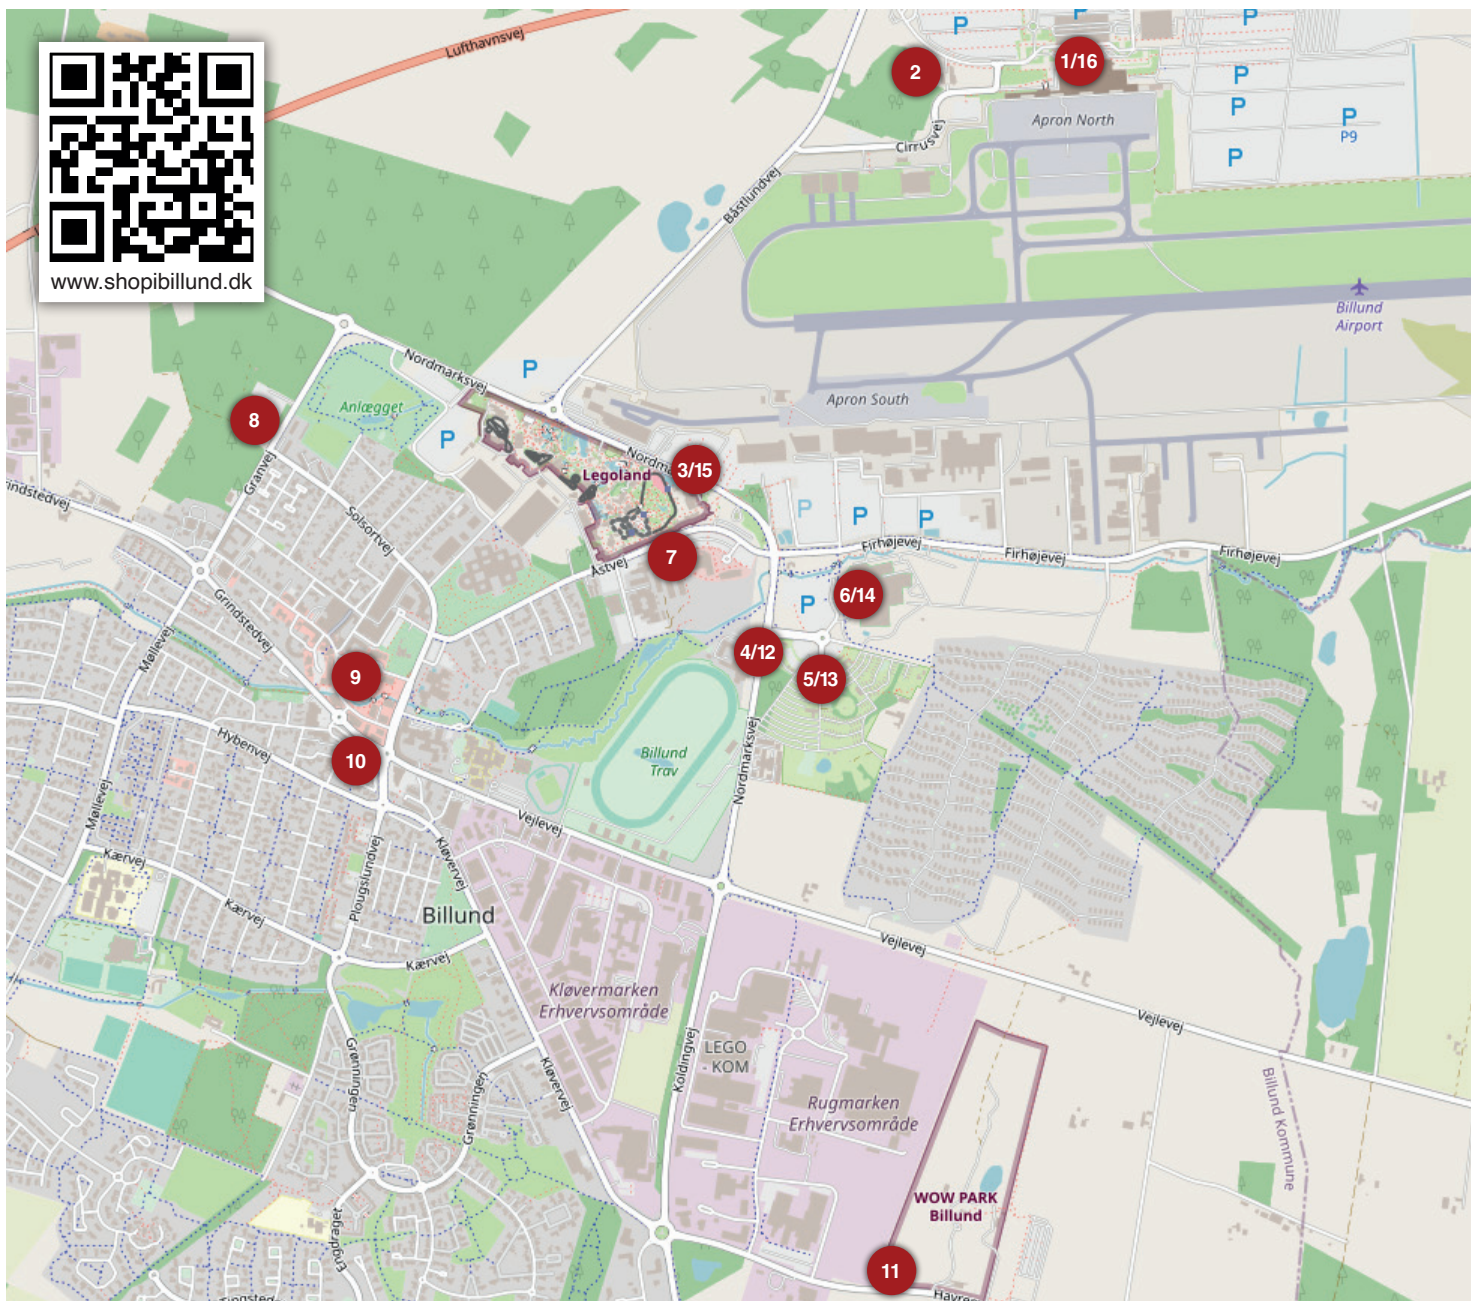 Lufthavnsvej
P
P
P
2
1/16
P
P
P
P9
P
Apron North
Cirrusvej
Båstlundvej
www.shopibillund.dk
Billund
Airport
Nordmarksvej
P
Anlægget
Apron South
8
P
Legoland
3/15
Granvej
Solsortvej
P
P
P
Firhøjevej
Firhøjevej
Firhøjevej
7
Åstvej
6/14
P
Grindstedvej
Møllevej
4/12
5/13
9
Hybenvej
10
Billund
Trav
Nordmarksvej
Møllevej
Vejlevej
Kærvej
Plougslundvej
Kløvervej
Kærvej
Billund
Kærvej
Vejlevej
Kløvermarken
Erhvervsområde
Vejlevej
LEGO
- KOM
Koldingvej
Grønningen
Kløvervej
Grønningen
Rugmarken
Erhvervsområde
Billund Kommune
WOW PARK
Billund
Engdraget
11